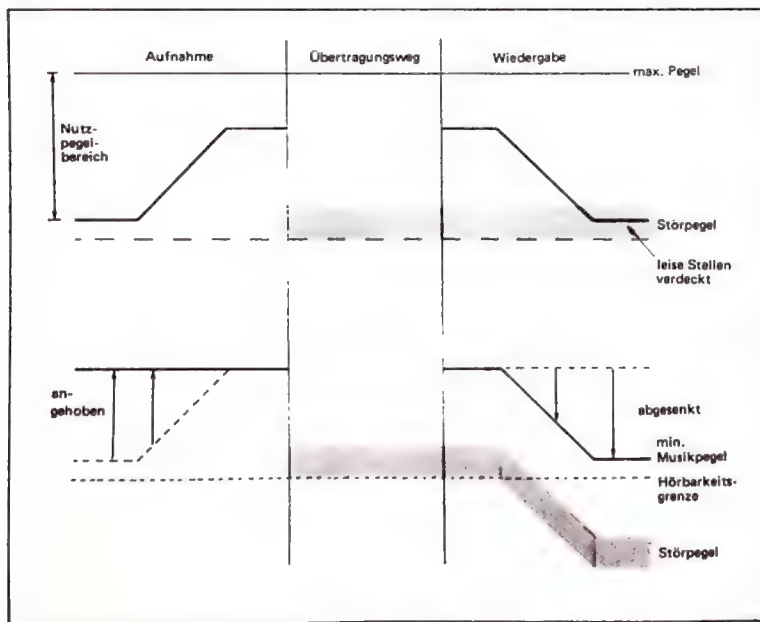 Aufnahme
Übertragungsweg
Wiedergabe
max. Pegel
Nutz-
pegel-
bereich
Störpegel
leise Stellen
verdeckt
an-
gehoben
abgesenkt
min.
Musikpegel
Hörbarkeits-
grenze
Störpegel